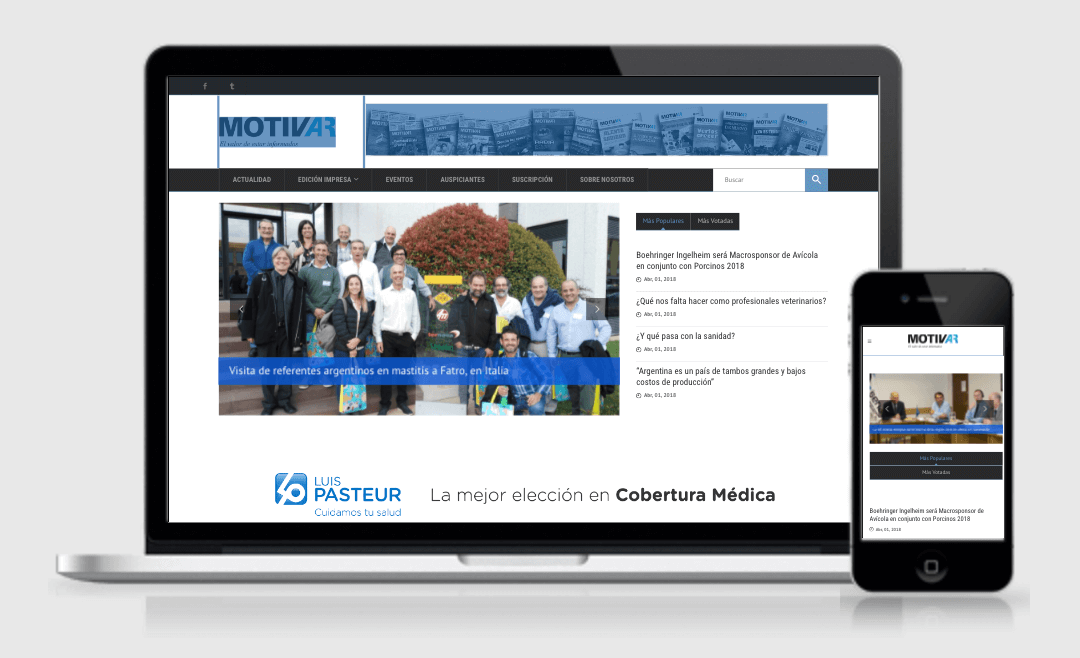 f t
MOTIVAR
El valor de estar informados
ACTUALIDAD EDICIÓN IMPRESA EVENTOS AUSPICIANTES SUSCRIPCIÓN SOBRE NOSOTROS Buscar
Más Populares Más Votadas
Boehringer Ingelheim será Macrosponsor de Avícola
en conjunto con Porcinos 2018
Abr, 01, 2018
¿Qué nos falta hacer como profesionales veterinarios?
Abr, 01, 2018
¿Y qué pasa con la sanidad?
Abr, 01, 2018
"Argentina es un país de tambos grandes y bajos
costos de producción"
Abr, 01, 2018
Visita de referentes argentinos en mastitis a Fatro, en Italia
LUIS
PASTEUR
Cuidamos tu salud
La mejor elección en Cobertura Médica
MOTIVAR
Más Populares
Más Votadas
Boehringer Ingelheim será Macrosponsor de
Avícola en conjunto con Porcinos 2018
Abr, 01, 2018